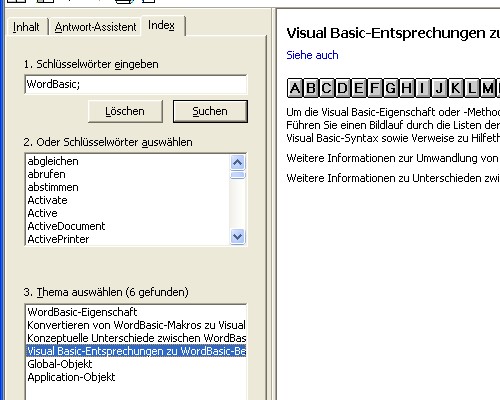 Inhalt
Antwort-Assistent
Index
1. Schlüsselwörter eingeben
WordBasic;
Löschen
Suchen
2. Oder Schlüsselwörter auswählen
abgleichen
abrufen
abstimmen
Activate
Active
ActiveDocument
ActivePrinter
3. Thema auswählen (6 gefunden)
WordBasic-Eigenschaft
Konvertieren von WordBasic-Makros zu Visual
Konzeptuelle Unterschiede zwischen WordBas
Visual Basic-Entsprechungen zu WordBasic-Be
Global-Objekt
Application-Objekt
Visual Basic-Entsprechungen zu
Siehe auch
A B C D E F G H I J K L M
Um die Visual Basic-Eigenschaft oder -Metho
Führen Sie einen Bildlauf durch die Listen der
Visual Basic-Syntax sowie Verweise zu Hilfeth
Weitere Informationen zur Umwandlung von
Weitere Informationen zu Unterschieden zwi